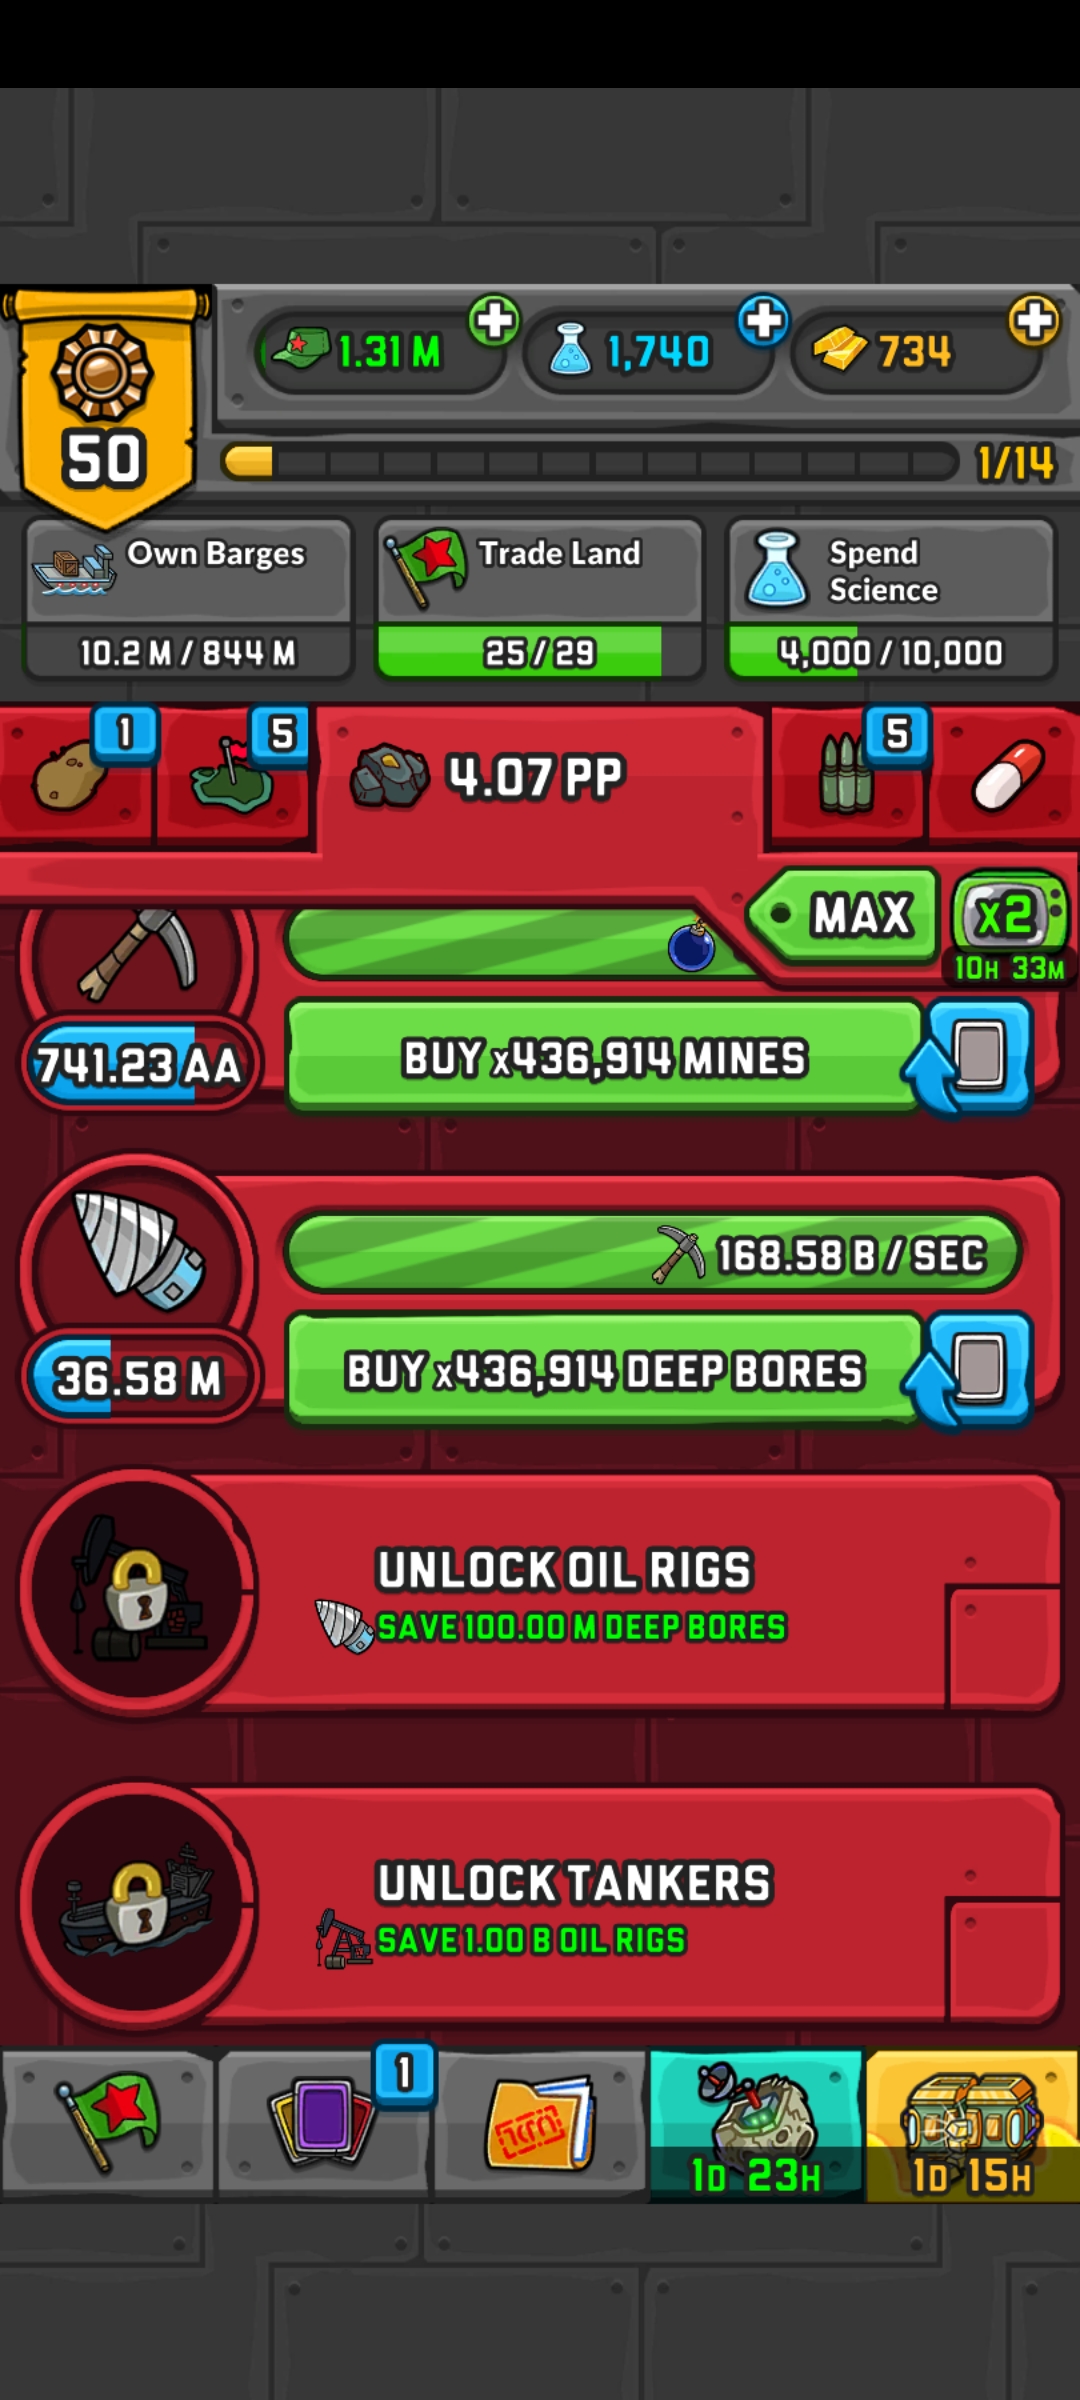 1.31 M
1,740
734
50
1/14
Own Barges
Trade Land
Spend
Science
10.2 M / 844 M
25 / 29
4,000 / 10,000
1
5
4.07 PP
5
MAX
x2
10H 33M
741.23 AA
BUY x436,914 MINES
168.58 B / SEC
36.58 M
BUY x436,914 DEEP BORES
UNLOCK OIL RIGS
SAVE 100.00 M DEEP BORES
UNLOCK TANKERS
SAVE 1.00 B OIL RIGS
1
1D 23H
1D 15H